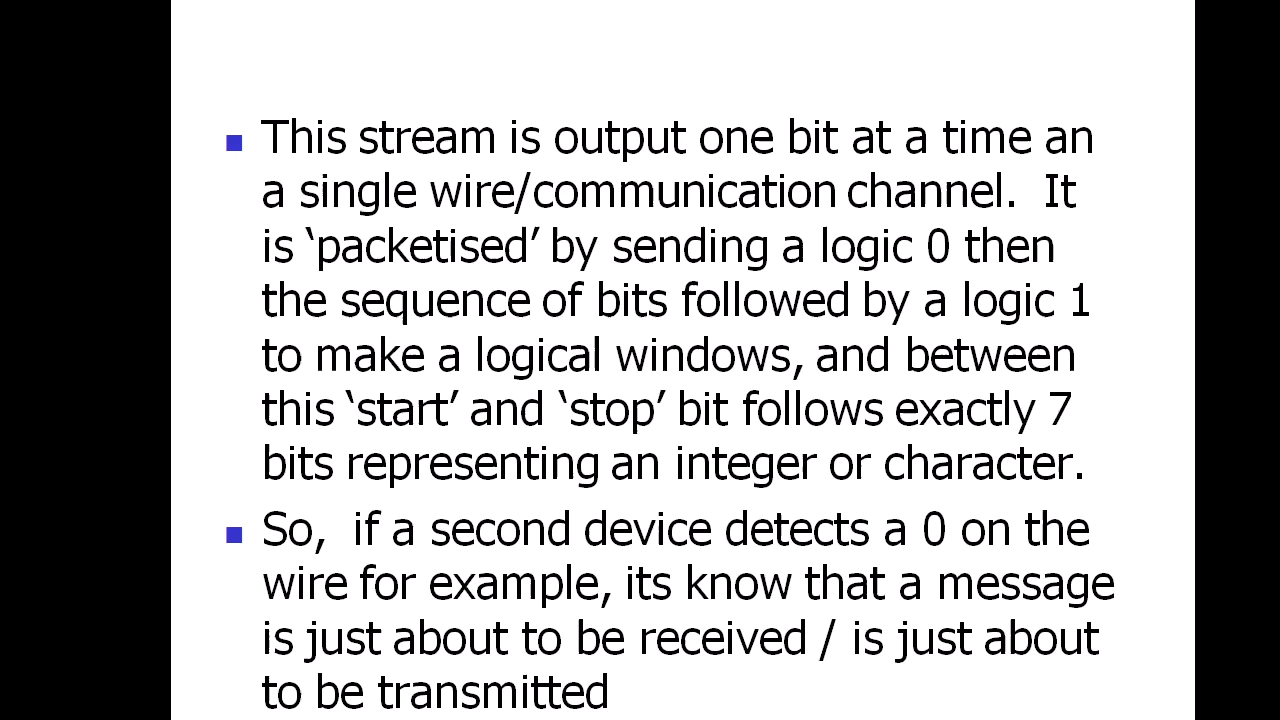 This stream is output one bit at a time an
a single wire/communication channel.  It
is ‘packetised’ by sending a logic 0 then
the sequence of bits followed by a logic 1
to make a logical windows, and between
this ‘start’ and ‘stop’ bit follows exactly 7
bits representing an integer or character.
So,  if a second device detects a 0 on the
wire for example, its know that a message
is just about to be received / is just about
to be transmitted